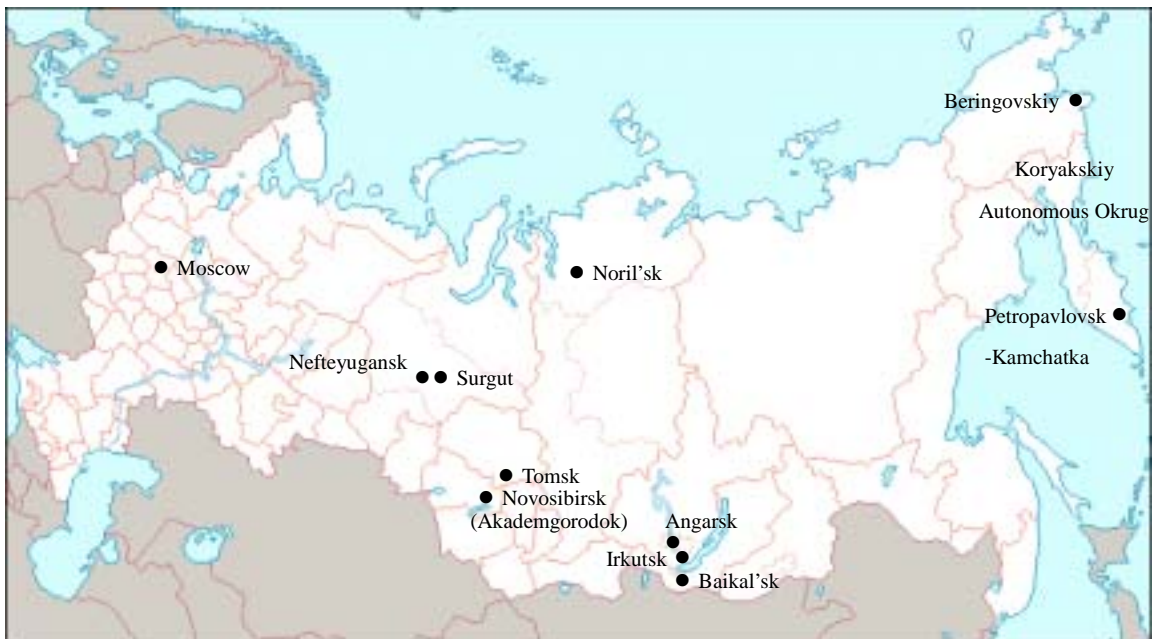 Beringovskiy
Koryakskiy
Autonomous Okrug
Moscow
Noril’sk
Petropavlovsk
-Kamchatka
Nefteyugansk
Surgut
Tomsk
Novosibirsk
(Akademgorodok)
Angarsk
Irkutsk
Baikal’sk